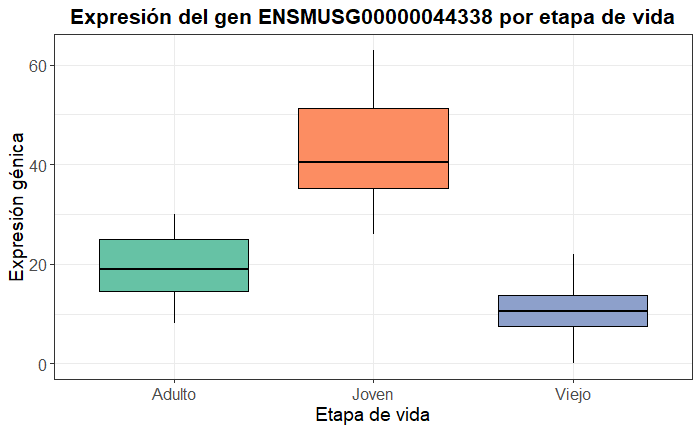 Expresión del gen ENSMUSG00000044338 por etapa de vida
Expresión génica
60
40
20
0
Adulto Joven Viejo
Etapa de vida